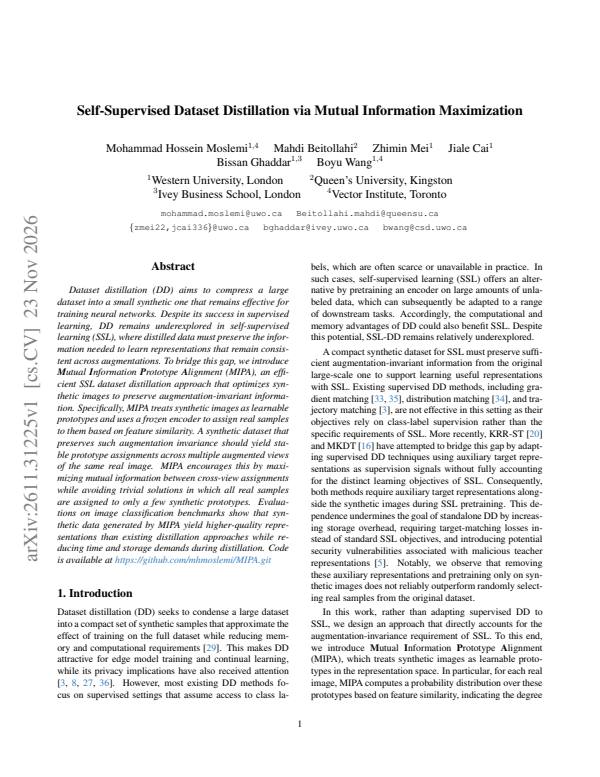 Self-Supervised Dataset Distillation via Mutual Information Maximization
Mohammad Hossein Moslemi1,4 Mahdi Beitollahi2 Zhimin Mei1 Jiale Cai1
Bissan Ghaddar1,3 Boyu Wang1,4
1Western University, London 2Queen's University, Kingston
3Ivey Business School, London 4Vector Institute, Toronto
mohammad.moslemi@uwo.ca Beitollahi.mahdi@queensu.ca
{zmei22,jcai336}@uwo.ca bghaddar@ivey.uwo.ca bwang@csd.uwo.ca
arXiv:2611.31225v1 [cs.CV] 23 Nov 2026
Abstract
Dataset distillation (DD) aims to compress a large
dataset into a small synthetic one that remains effective for
training neural networks. Despite its success in supervised
learning, DD remains underexplored in self-supervised
learning (SSL), where distilled data must preserve the infor-
mation needed to learn representations that remain consis-
tent across augmentations. To bridge this gap, we introduce
Mutual Information Prototype Alignment (MIPA), an effi-
cient SSL dataset distillation approach that optimizes syn-
thetic images to preserve augmentation-invariant informa-
tion. Specifically, MIPA treats synthetic images as learnable
prototypes and uses a frozen encoder to assign real samples
to them based on feature similarity. A synthetic dataset that
preserves such augmentation invariance should yield sta-
ble prototype assignments across multiple augmented views
of the same real image. MIPA encourages this by maxi-
mizing mutual information between cross-view assignments
while avoiding trivial solutions in which all real samples
are assigned to only a few synthetic prototypes. Evalua-
tions on image classification benchmarks show that syn-
thetic data generated by MIPA yield higher-quality repre-
sentations than existing distillation approaches while re-
ducing time and storage demands during distillation. Code
is available at https://github.com/mhmoslemi/MIPA.git
1. Introduction
Dataset distillation (DD) seeks to condense a large dataset
into a compact set of synthetic samples that approximate the
effect of training on the full dataset while reducing mem-
ory and computational requirements [29]. This makes DD
attractive for edge model training and continual learning,
while its privacy implications have also received attention
[3, 8, 27, 36]. However, most existing DD methods fo-
cus on supervised settings that assume access to class la-
bels, which are often scarce or unavailable in practice. In
such cases, self-supervised learning (SSL) offers an alter-
native by pretraining an encoder on large amounts of unla-
beled data, which can subsequently be adapted to a range
of downstream tasks. Accordingly, the computational and
memory advantages of DD could also benefit SSL. Despite
this potential, SSL-DD remains relatively underexplored.
A compact synthetic dataset for SSL must preserve suffi-
cient augmentation-invariant information from the original
large-scale one to support learning useful representations
with SSL. Existing supervised DD methods, including gra-
dient matching [33, 35], distribution matching [34], and tra-
jectory matching [3], are not effective in this setting as their
objectives rely on class-label supervision rather than the
specific requirements of SSL. More recently, KRR-ST [20]
and MKDT [16] have attempted to bridge this gap by adapt-
ing supervised DD techniques using auxiliary target repre-
sentations as supervision signals without fully accounting
for the distinct learning objectives of SSL. Consequently,
both methods require auxiliary target representations along-
side the synthetic images during SSL pretraining. This de-
pendence undermines the goal of standalone DD by increas-
ing storage overhead, requiring target-matching losses in-
stead of standard SSL objectives, and introducing potential
security vulnerabilities associated with malicious teacher
representations [5]. Notably, we observe that removing
these auxiliary representations and pretraining only on syn-
thetic images does not reliably outperform randomly select-
ing real samples from the original dataset.
In this work, rather than adapting supervised DD to
SSL, we design an approach that directly accounts for the
augmentation-invariance requirement of SSL. To this end,
we introduce Mutual Information Prototype Alignment
(MIPA), which treats synthetic images as learnable proto-
types in the representation space. In particular, for each real
image, MIPA computes a probability distribution over these
prototypes based on feature similarity, indicating the degree
1